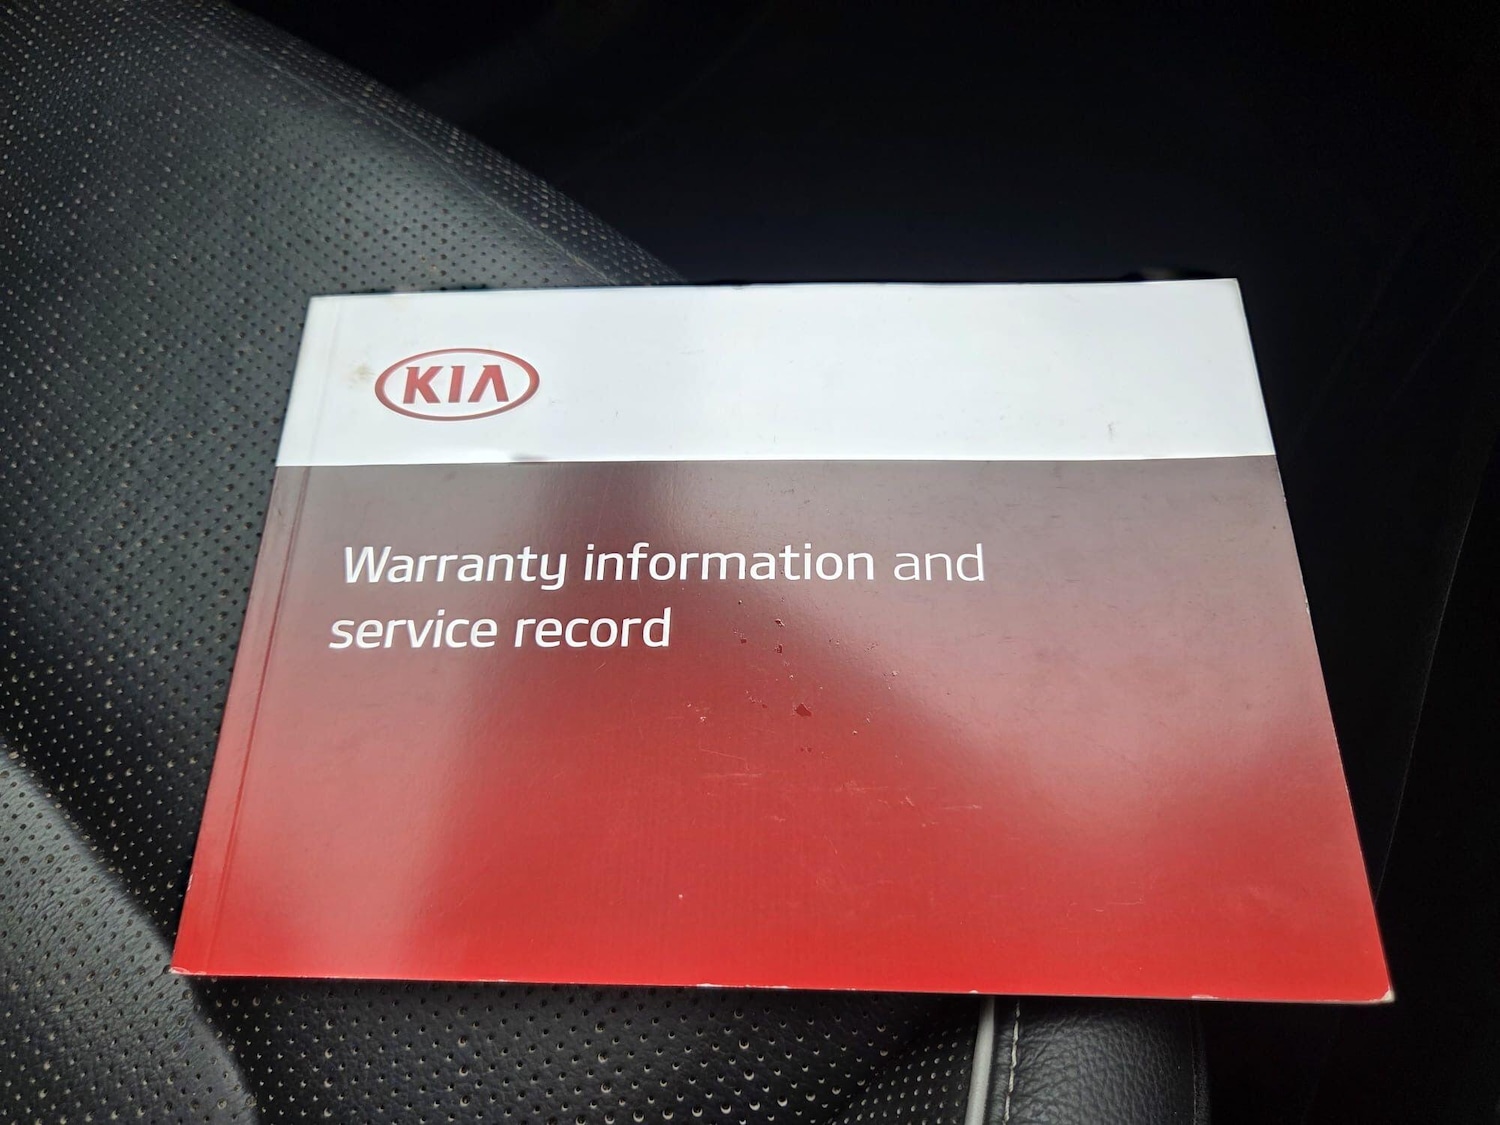 KIA
Warranty information and
service record